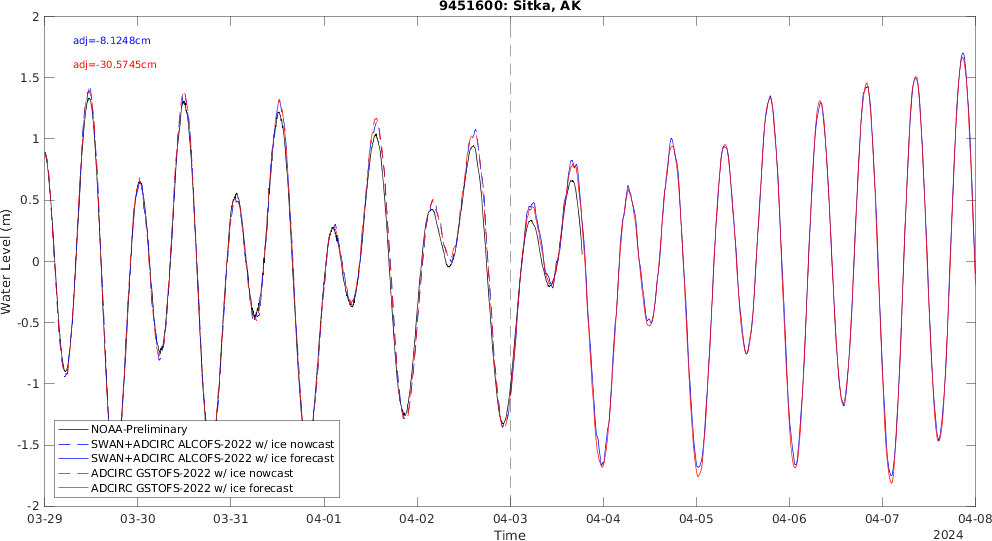 9451600: Sitka, AK
adj=-8.1248cm
adj=-30.5745cm
2
1.5
1
0.5
0
-0.5
-1
-1.5
-2
Water Level (m)
NOAA-Preliminary
SWAN+ADCIRC ALCOFS-2022 w/ ice nowcast
SWAN+ADCIRC ALCOFS-2022 w/ ice forecast
ADCIRC GSTOFS-2022 w/ ice nowcast
ADCIRC GSTOFS-2022 w/ ice forecast
03-29 03-30 03-31 04-01 04-02 04-03 04-04 04-05 04-06 04-07 04-08
Time
2024